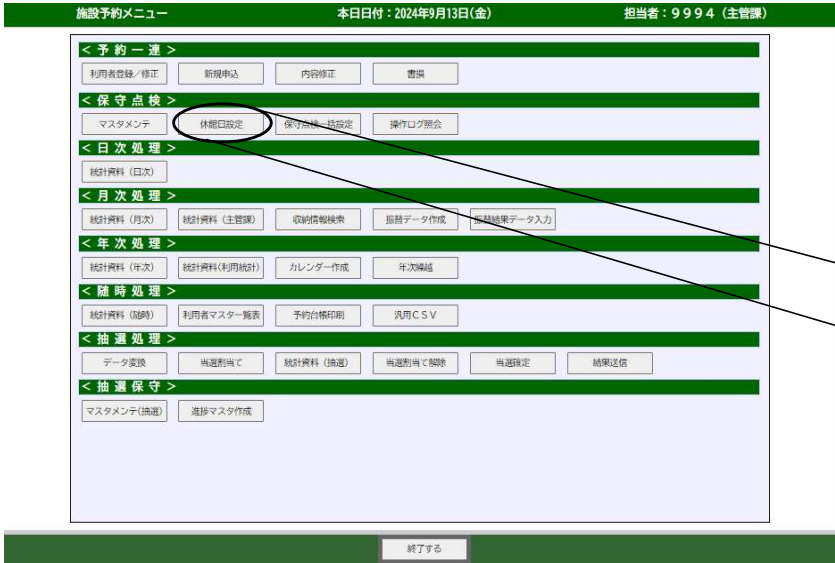 施設予約メニュー 本日日付：2024年9月13日(金) 担当者：９９９４（主管課）
＜予約一連＞
利用者登録／修正 新規申込 内容修正 書損
＜保守点検＞
マスタメンテ 休館日設定 保守点検一括設定 操作ログ照会
＜日次処理＞
統計資料（日次）
＜月次処理＞
統計資料（月次） 統計資料（主管課） 収納情報検索 振替データ作成 振替結果データ入力
＜年次処理＞
統計資料（年次） 統計資料(利用統計) カレンダー作成 年次繰越
＜随時処理＞
統計資料（随時） 利用者マスター覧表 予約台帳印刷 汎用ＣＳＶ
＜抽選処理＞
データ変換 当選割当て 統計資料（抽選） 当選割当て解除 当選確定 結果送信
＜抽選保守＞
マスタメンテ(抽選) 進捗マスタ作成
終了する